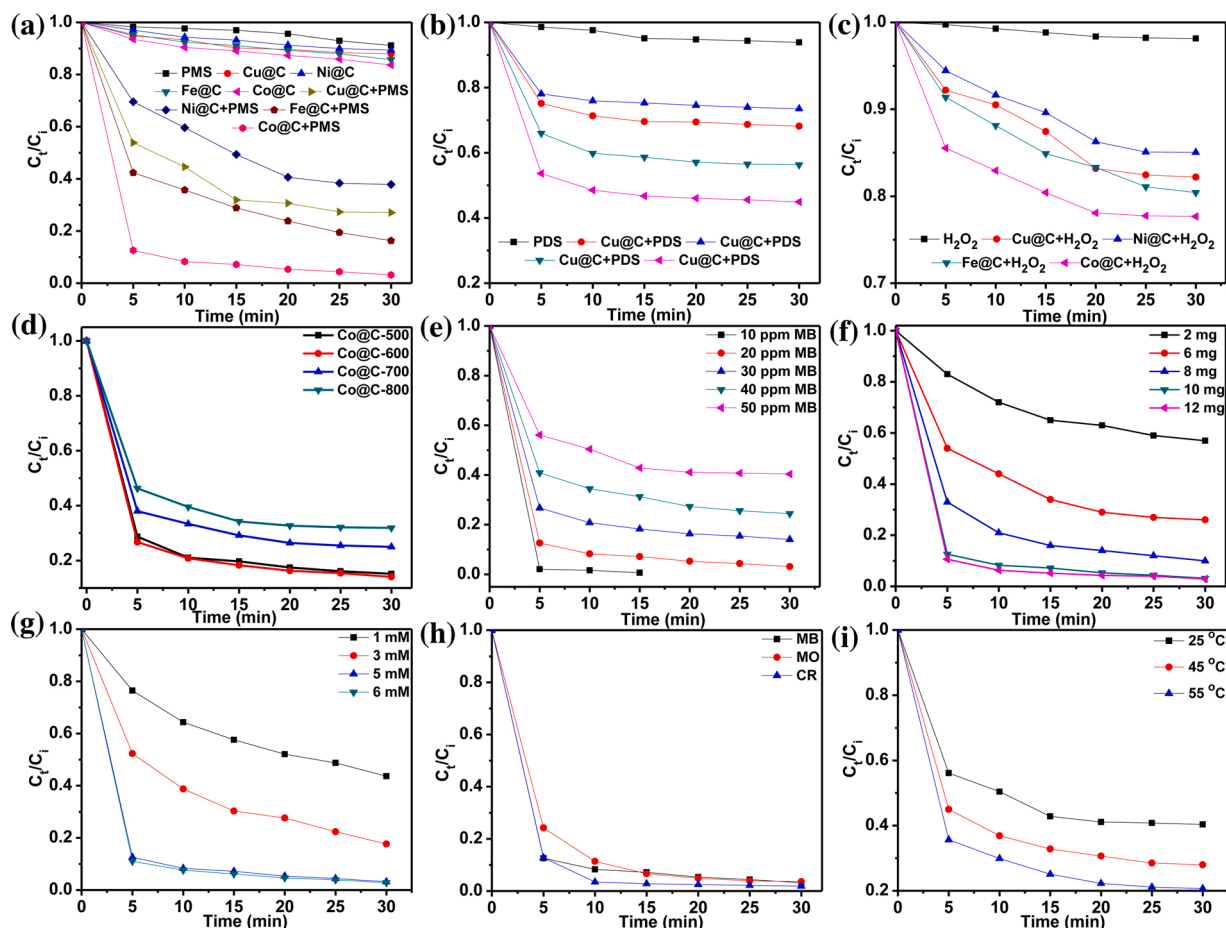 (a)
1.0
0.8
0.6
0.4
0.2
0.0
Cₜ/Cᵢ
PMS Cu@C Ni@C
Fe@C Co@C Cu@C+PMS
Ni@C+PMS Fe@C+PMS
Co@C+PMS
0 5 10 15 20 25 30
Time (min)
(b)
1.0
0.8
0.6
0.4
0.2
Cₜ/Cᵢ
PDS Cu@C+PDS Cu@C+PDS
Cu@C+PDS Cu@C+PDS
0 5 10 15 20 25 30
Time (min)
(c)
1.0
0.9
0.8
0.7
Cₜ/Cᵢ
H₂O₂ Cu@C+H₂O₂ Ni@C+H₂O₂
Fe@C+H₂O₂ Co@C+H₂O₂
0 5 10 15 20 25 30
Time (min)
(d)
1.0
0.8
0.6
0.4
0.2
Cₜ/Cᵢ
Co@C-500
Co@C-600
Co@C-700
Co@C-800
0 5 10 15 20 25 30
Time (min)
(e)
1.0
0.8
0.6
0.4
0.2
0.0
Cₜ/Cᵢ
10 ppm MB
20 ppm MB
30 ppm MB
40 ppm MB
50 ppm MB
0 5 10 15 20 25 30
Time (min)
(f)
1.0
0.8
0.6
0.4
0.2
0.0
Cₜ/Cᵢ
2 mg
6 mg
8 mg
10 mg
12 mg
0 5 10 15 20 25 30
Time (min)
(g)
1.0
0.8
0.6
0.4
0.2
0.0
Cₜ/Cᵢ
1 mM
3 mM
5 mM
6 mM
0 5 10 15 20 25 30
Time (min)
(h)
1.0
0.8
0.6
0.4
0.2
0.0
Cₜ/Cᵢ
MB
MO
CR
0 5 10 15 20 25 30
Time (min)
(i)
1.0
0.8
0.6
0.4
0.2
Cₜ/Cᵢ
25 °C
45 °C
55 °C
0 5 10 15 20 25 30
Time (min)